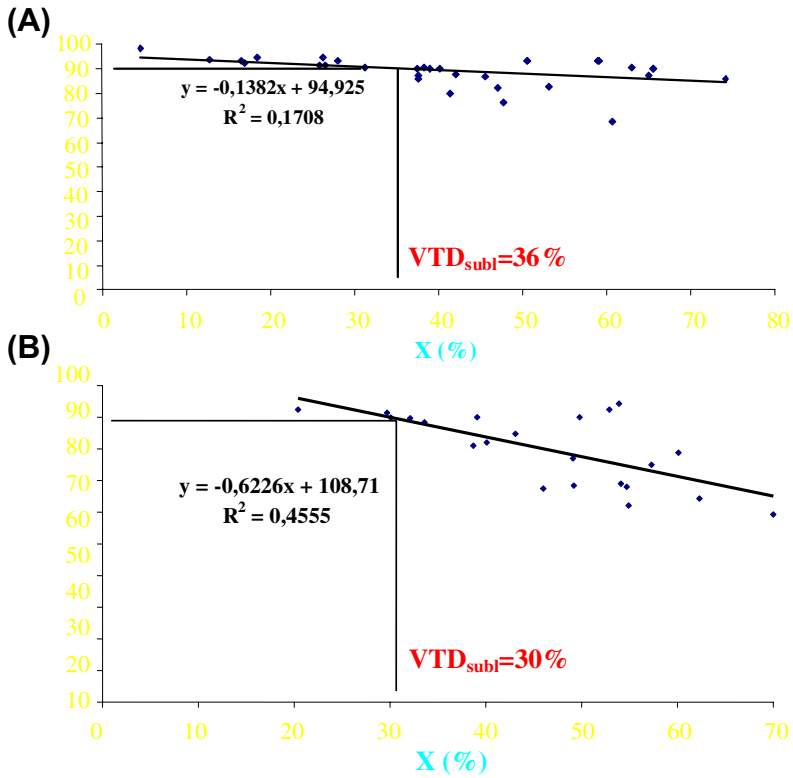 (A)
100
90
80
70
60
50
40
30
20
10
0
y = -0,1382x + 94,925
R² = 0,1708
VTDsubl=36%
0 10 20 30 40 50 60 70 80
X (%)
(B)
100
90
80
70
60
50
40
30
20
10
y = -0,6226x + 108,71
R² = 0,4555
VTDsubl=30%
0 10 20 30 40 50 60 70
X (%)